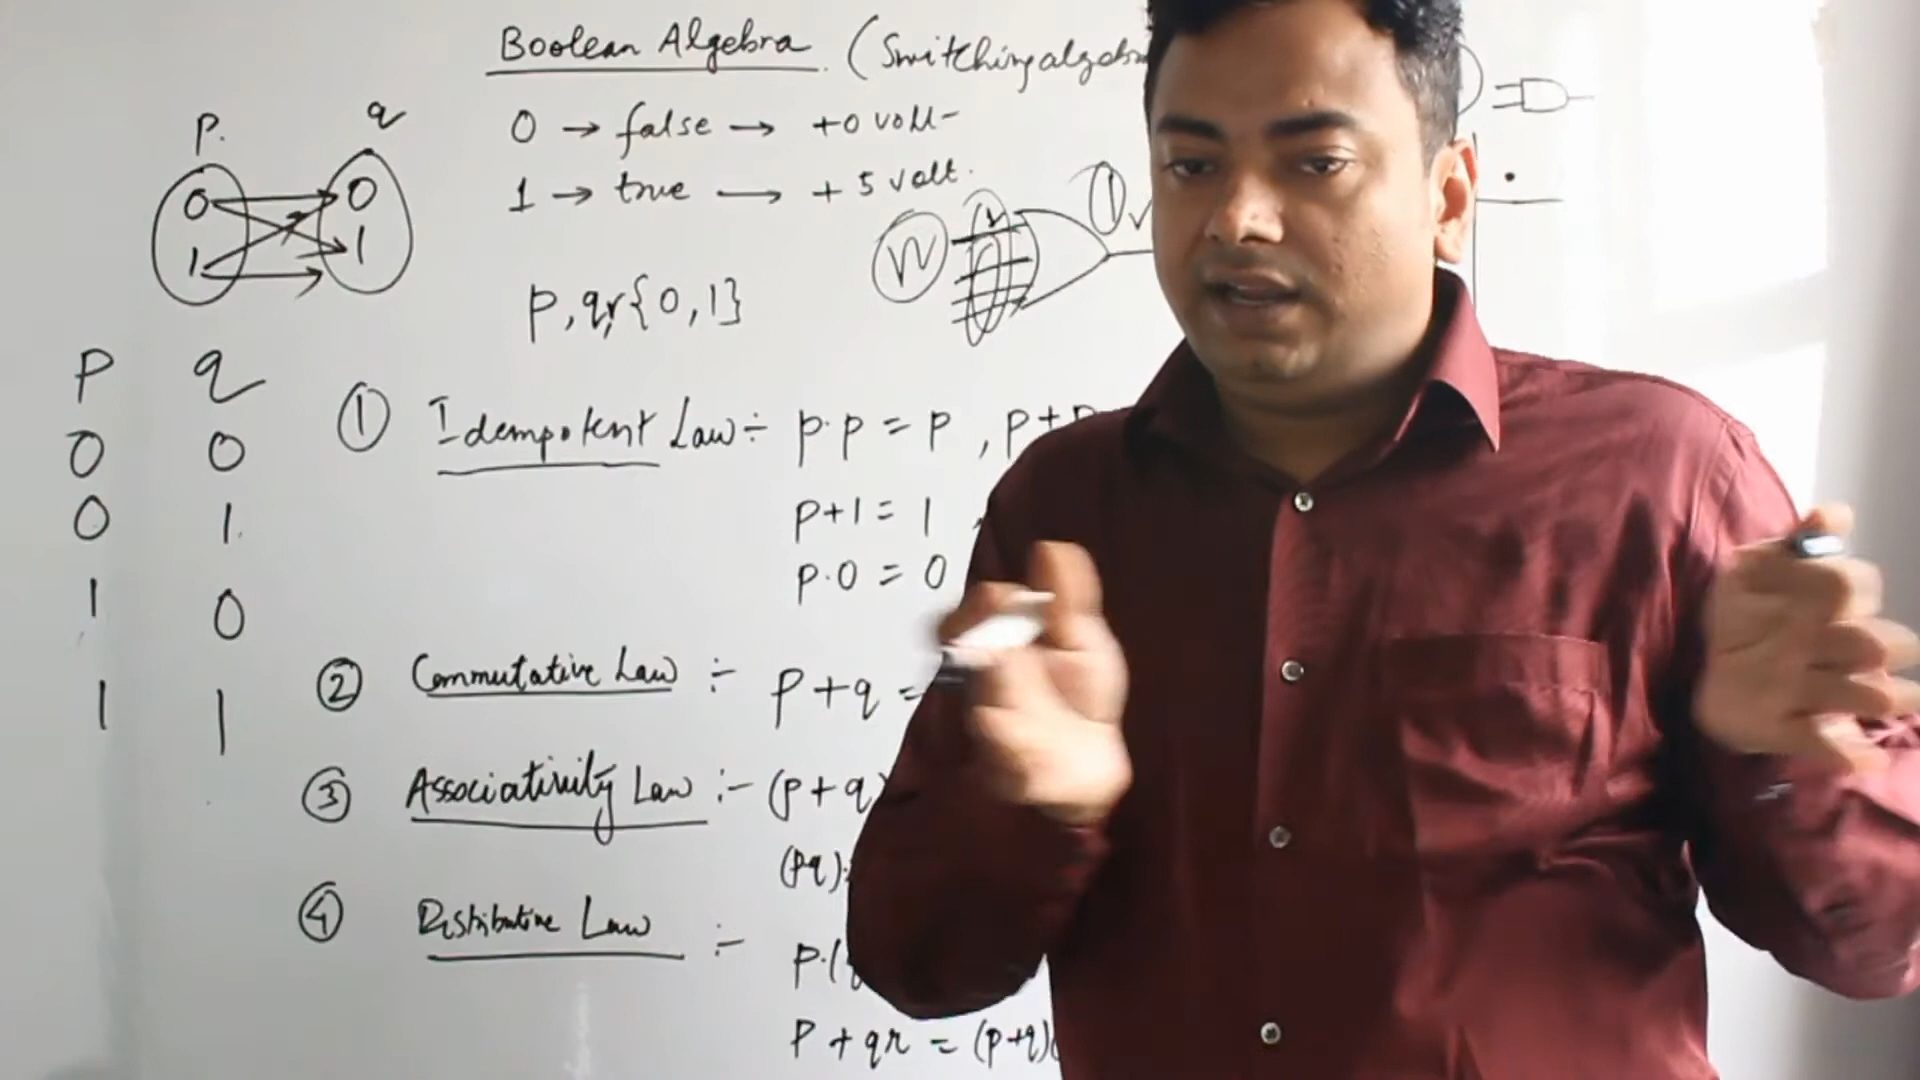 Boolean Algebra (Switching algebra
0 → false → +0 volt
1 → true → + 5 volt.
p. q
0 0
1 1
p, q, r {0, 1}
N
p q
0 0
0 1
1 0
1 1
① Idempotent Law ÷ p·p = p , p+p
p+1 = 1
p·0 = 0
② Commutative Law :- p+q =
③ Associativity Law :- (p+q)
(pq)
④ Distributive Law :- p·(q
p + qr = (p+q)(